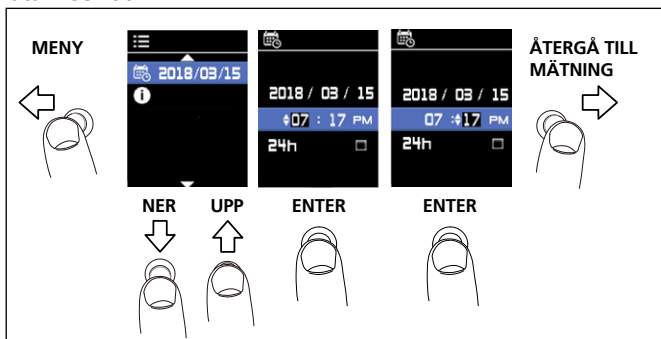 MENY
2018/03/15
2018 / 03 / 15
07 : 17 PM
24h
2018 / 03 / 15
07 : 17 PM
24h
ÅTERGÅ TILL
MÄTNING
NER
UPP
ENTER
ENTER